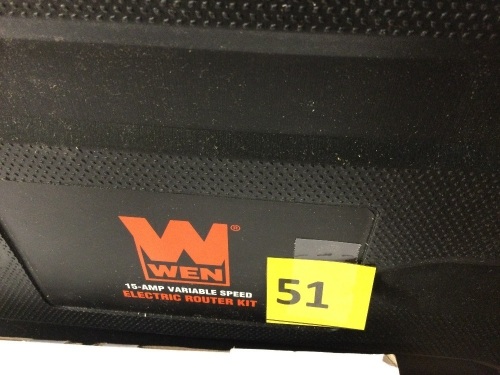 W®
WEN
15-AMP VARIABLE SPEED
ELECTRIC ROUTER KIT
51